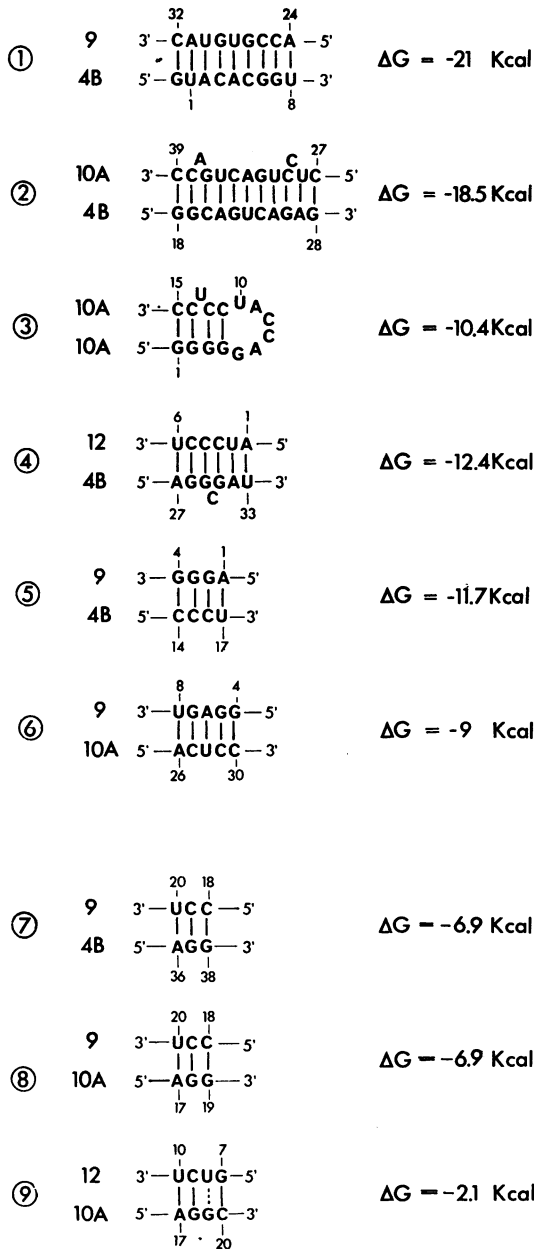 32 24
① 9 3'-CAUGUGCCA-5' ΔG = -21 Kcal
4B 5'-GUACACGGU-3'
1 8
39 A C 27
10A 3'-CCGUCAGUCUC-5'
② ΔG = -18.5 Kcal
4B 5'-GGCAGUCAGAG-3'
18 28
15 U 10
10A 3'-CCCCUACCAG
③ ΔG = -10.4 Kcal
10A 5'-GGGG
1
6 1
12 3'-UCCCUA-5'
④ ΔG = -12.4 Kcal
4B 5'-AGGGAU-3'
27 C 33
4 1
9 3-GGGA-5'
⑤ ΔG = -11.7 Kcal
4B 5'-CCCU-3'
14 17
8 4
9 3'-UGAGG-5'
⑥ ΔG = -9 Kcal
10A 5'-ACUCC-3'
26 30
20 18
9 3'-UCC-5'
⑦ ΔG = -6.9 Kcal
4B 5'-AGG-3'
36 38
20 18
9 3'-UCC-5'
⑧ ΔG = -6.9 Kcal
10A 5'-AGG-3'
17 19
10 7
12 3'-UCUG-5'
⑨ ΔG = -2.1 Kcal
10A 5'-AGGC-3'
17 20